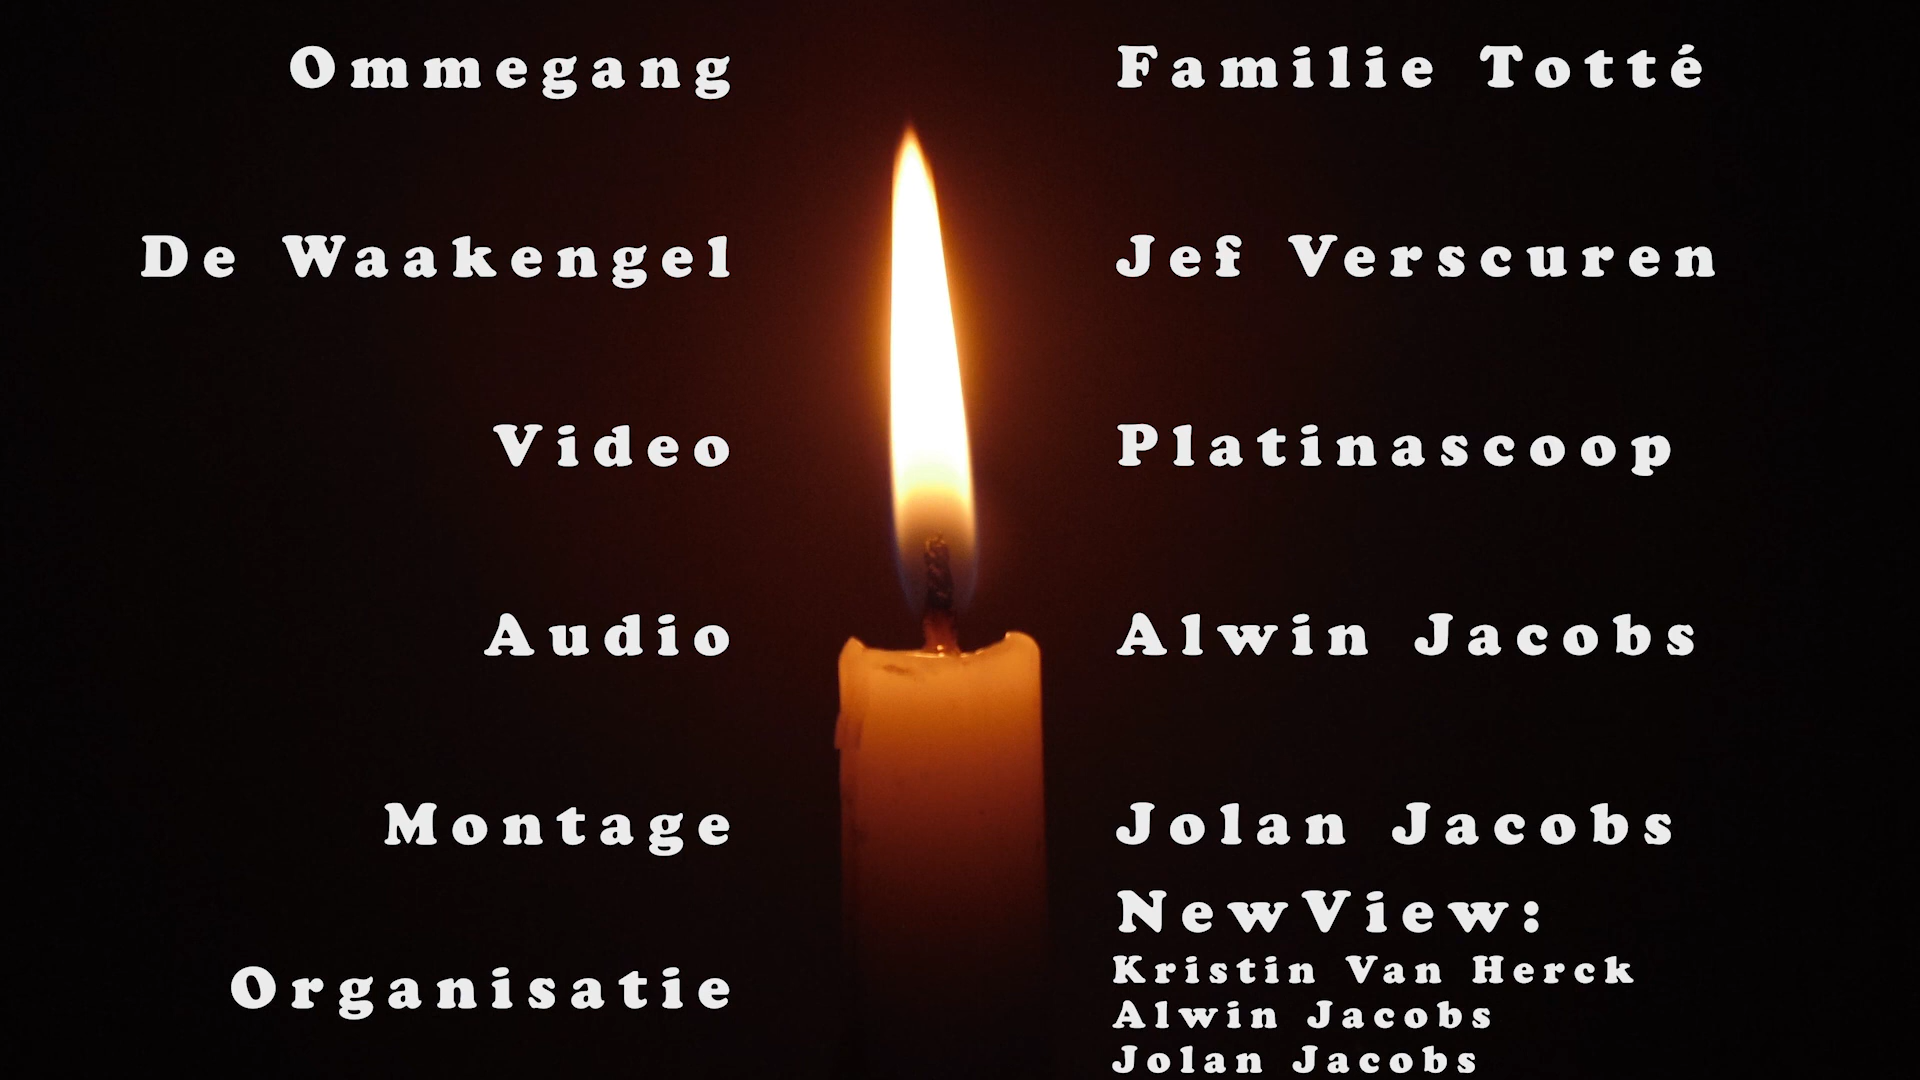 Ommegang Familie Totté
De Waakengel Jef Verscuren
Video Platinascoop
Audio Alwin Jacobs
Montage Jolan Jacobs
Organisatie NewView:
Kristin Van Herck
Alwin Jacobs
Jolan Jacobs